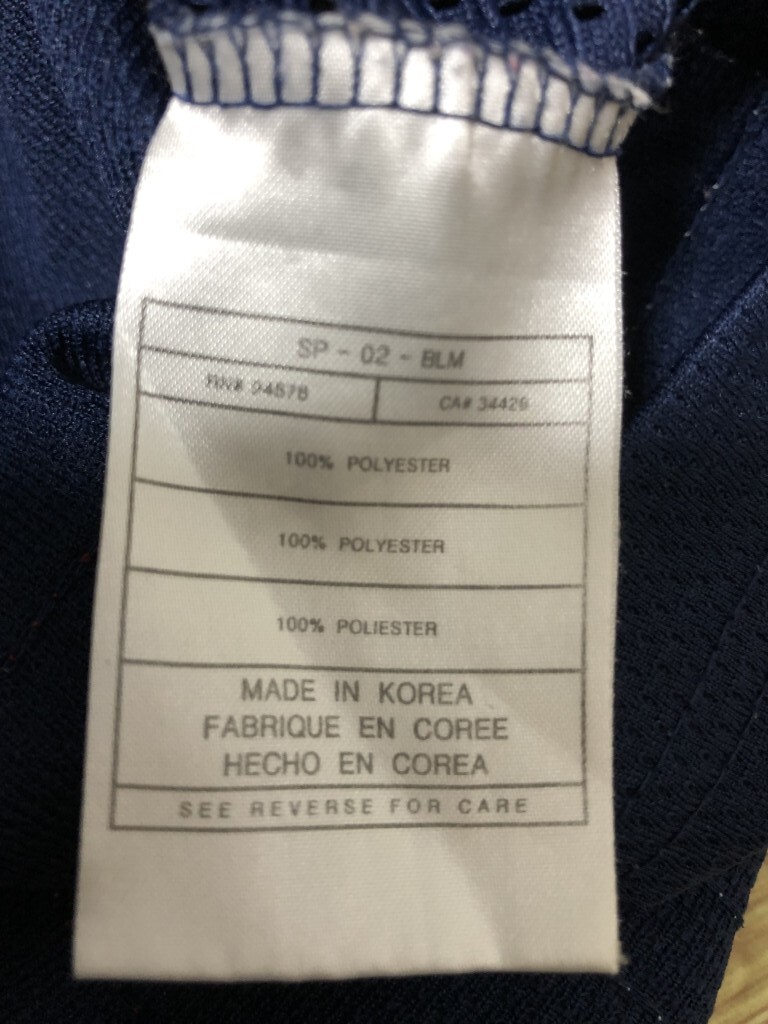 SP - 02 - BLM
RN# 94578
CA# 34429
100% POLYESTER
100% POLYESTER
100% POLIESTER
MADE IN KOREA
FABRIQUE EN COREE
HECHO EN COREA
SEE REVERSE FOR CARE